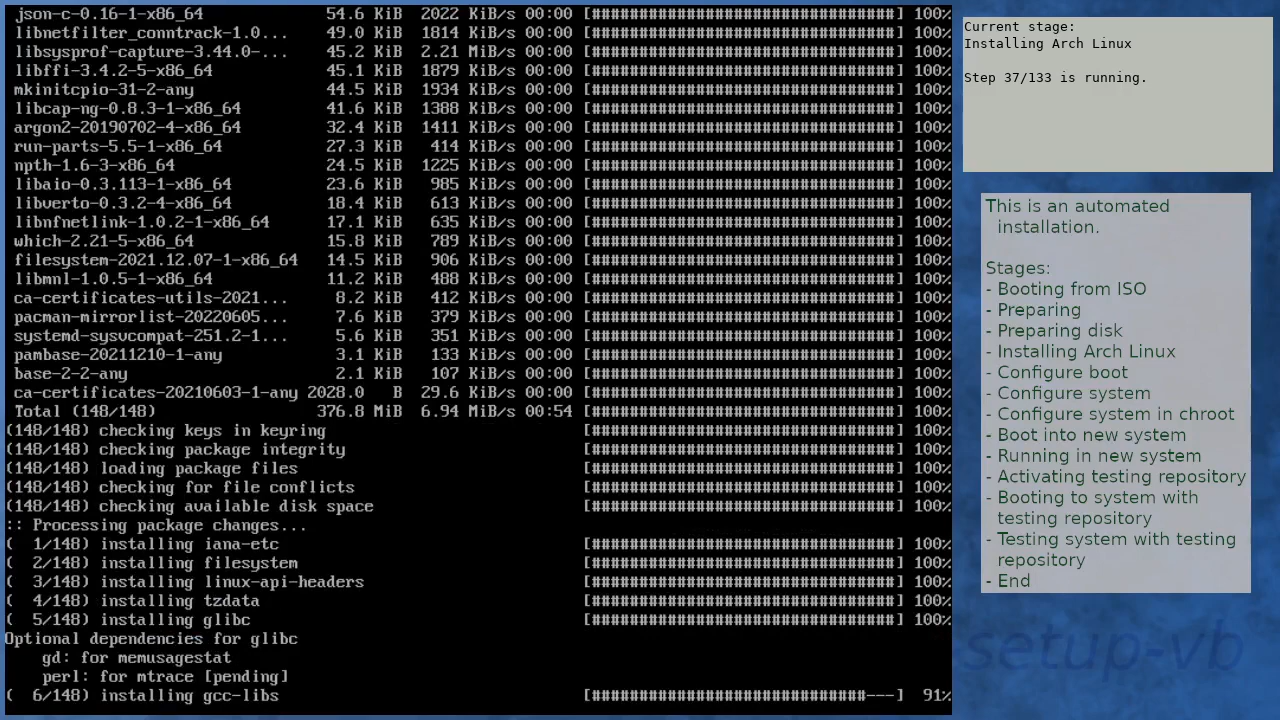 json-c-0.16-1-x86_64 54.6 KiB 2022 KiB/s 00:00 [################################] 100%
libnetfilter_conntrack-1.0... 49.0 KiB 1814 KiB/s 00:00 [################################] 100%
libsysprof-capture-3.44.0-... 45.2 KiB 2.21 MiB/s 00:00 [################################] 100%
libffi-3.4.2-5-x86_64 45.1 KiB 1879 KiB/s 00:00 [################################] 100%
mkinitcpio-31-2-any 44.5 KiB 1934 KiB/s 00:00 [################################] 100%
libcap-ng-0.8.3-1-x86_64 41.6 KiB 1388 KiB/s 00:00 [################################] 100%
argon2-20190702-4-x86_64 32.4 KiB 1411 KiB/s 00:00 [################################] 100%
run-parts-5.5-1-x86_64 27.3 KiB 414 KiB/s 00:00 [################################] 100%
npth-1.6-3-x86_64 24.5 KiB 1225 KiB/s 00:00 [################################] 100%
libaio-0.3.113-1-x86_64 23.6 KiB 985 KiB/s 00:00 [################################] 100%
libverto-0.3.2-4-x86_64 18.4 KiB 613 KiB/s 00:00 [################################] 100%
libnfnetlink-1.0.2-1-x86_64 17.1 KiB 635 KiB/s 00:00 [################################] 100%
which-2.21-5-x86_64 15.8 KiB 789 KiB/s 00:00 [################################] 100%
filesystem-2021.12.07-1-x86_64 14.5 KiB 906 KiB/s 00:00 [################################] 100%
libmnl-1.0.5-1-x86_64 11.2 KiB 488 KiB/s 00:00 [################################] 100%
ca-certificates-utils-2021... 8.2 KiB 412 KiB/s 00:00 [################################] 100%
pacman-mirrorlist-20220605... 7.6 KiB 379 KiB/s 00:00 [################################] 100%
systemd-sysvcompat-251.2-1... 5.6 KiB 351 KiB/s 00:00 [################################] 100%
pambase-20211210-1-any 3.1 KiB 133 KiB/s 00:00 [################################] 100%
base-2-2-any 2.1 KiB 107 KiB/s 00:00 [################################] 100%
ca-certificates-20210603-1-any 2028.0 B 29.6 KiB/s 00:00 [################################] 100%
Total (148/148) 376.8 MiB 6.94 MiB/s 00:54 [################################] 100%
(148/148) checking keys in keyring [################################] 100%
(148/148) checking package integrity [################################] 100%
(148/148) loading package files [################################] 100%
(148/148) checking for file conflicts [################################] 100%
(148/148) checking available disk space [################################] 100%
:: Processing package changes...
( 1/148) installing iana-etc [################################] 100%
( 2/148) installing filesystem [################################] 100%
( 3/148) installing linux-api-headers [################################] 100%
( 4/148) installing tzdata [################################] 100%
( 5/148) installing glibc [################################] 100%
Optional dependencies for glibc
gd: for memusagestat
perl: for mtrace [pending]
( 6/148) installing gcc-libs [#############################---] 91%
Current stage:
Installing Arch Linux
Step 37/133 is running.
This is an automated
installation.
Stages:
- Booting from ISO
- Preparing
- Preparing disk
- Installing Arch Linux
- Configure boot
- Configure system
- Configure system in chroot
- Boot into new system
- Running in new system
- Activating testing repository
- Booting to system with
testing repository
- Testing system with testing
repository
- End
setup-vb